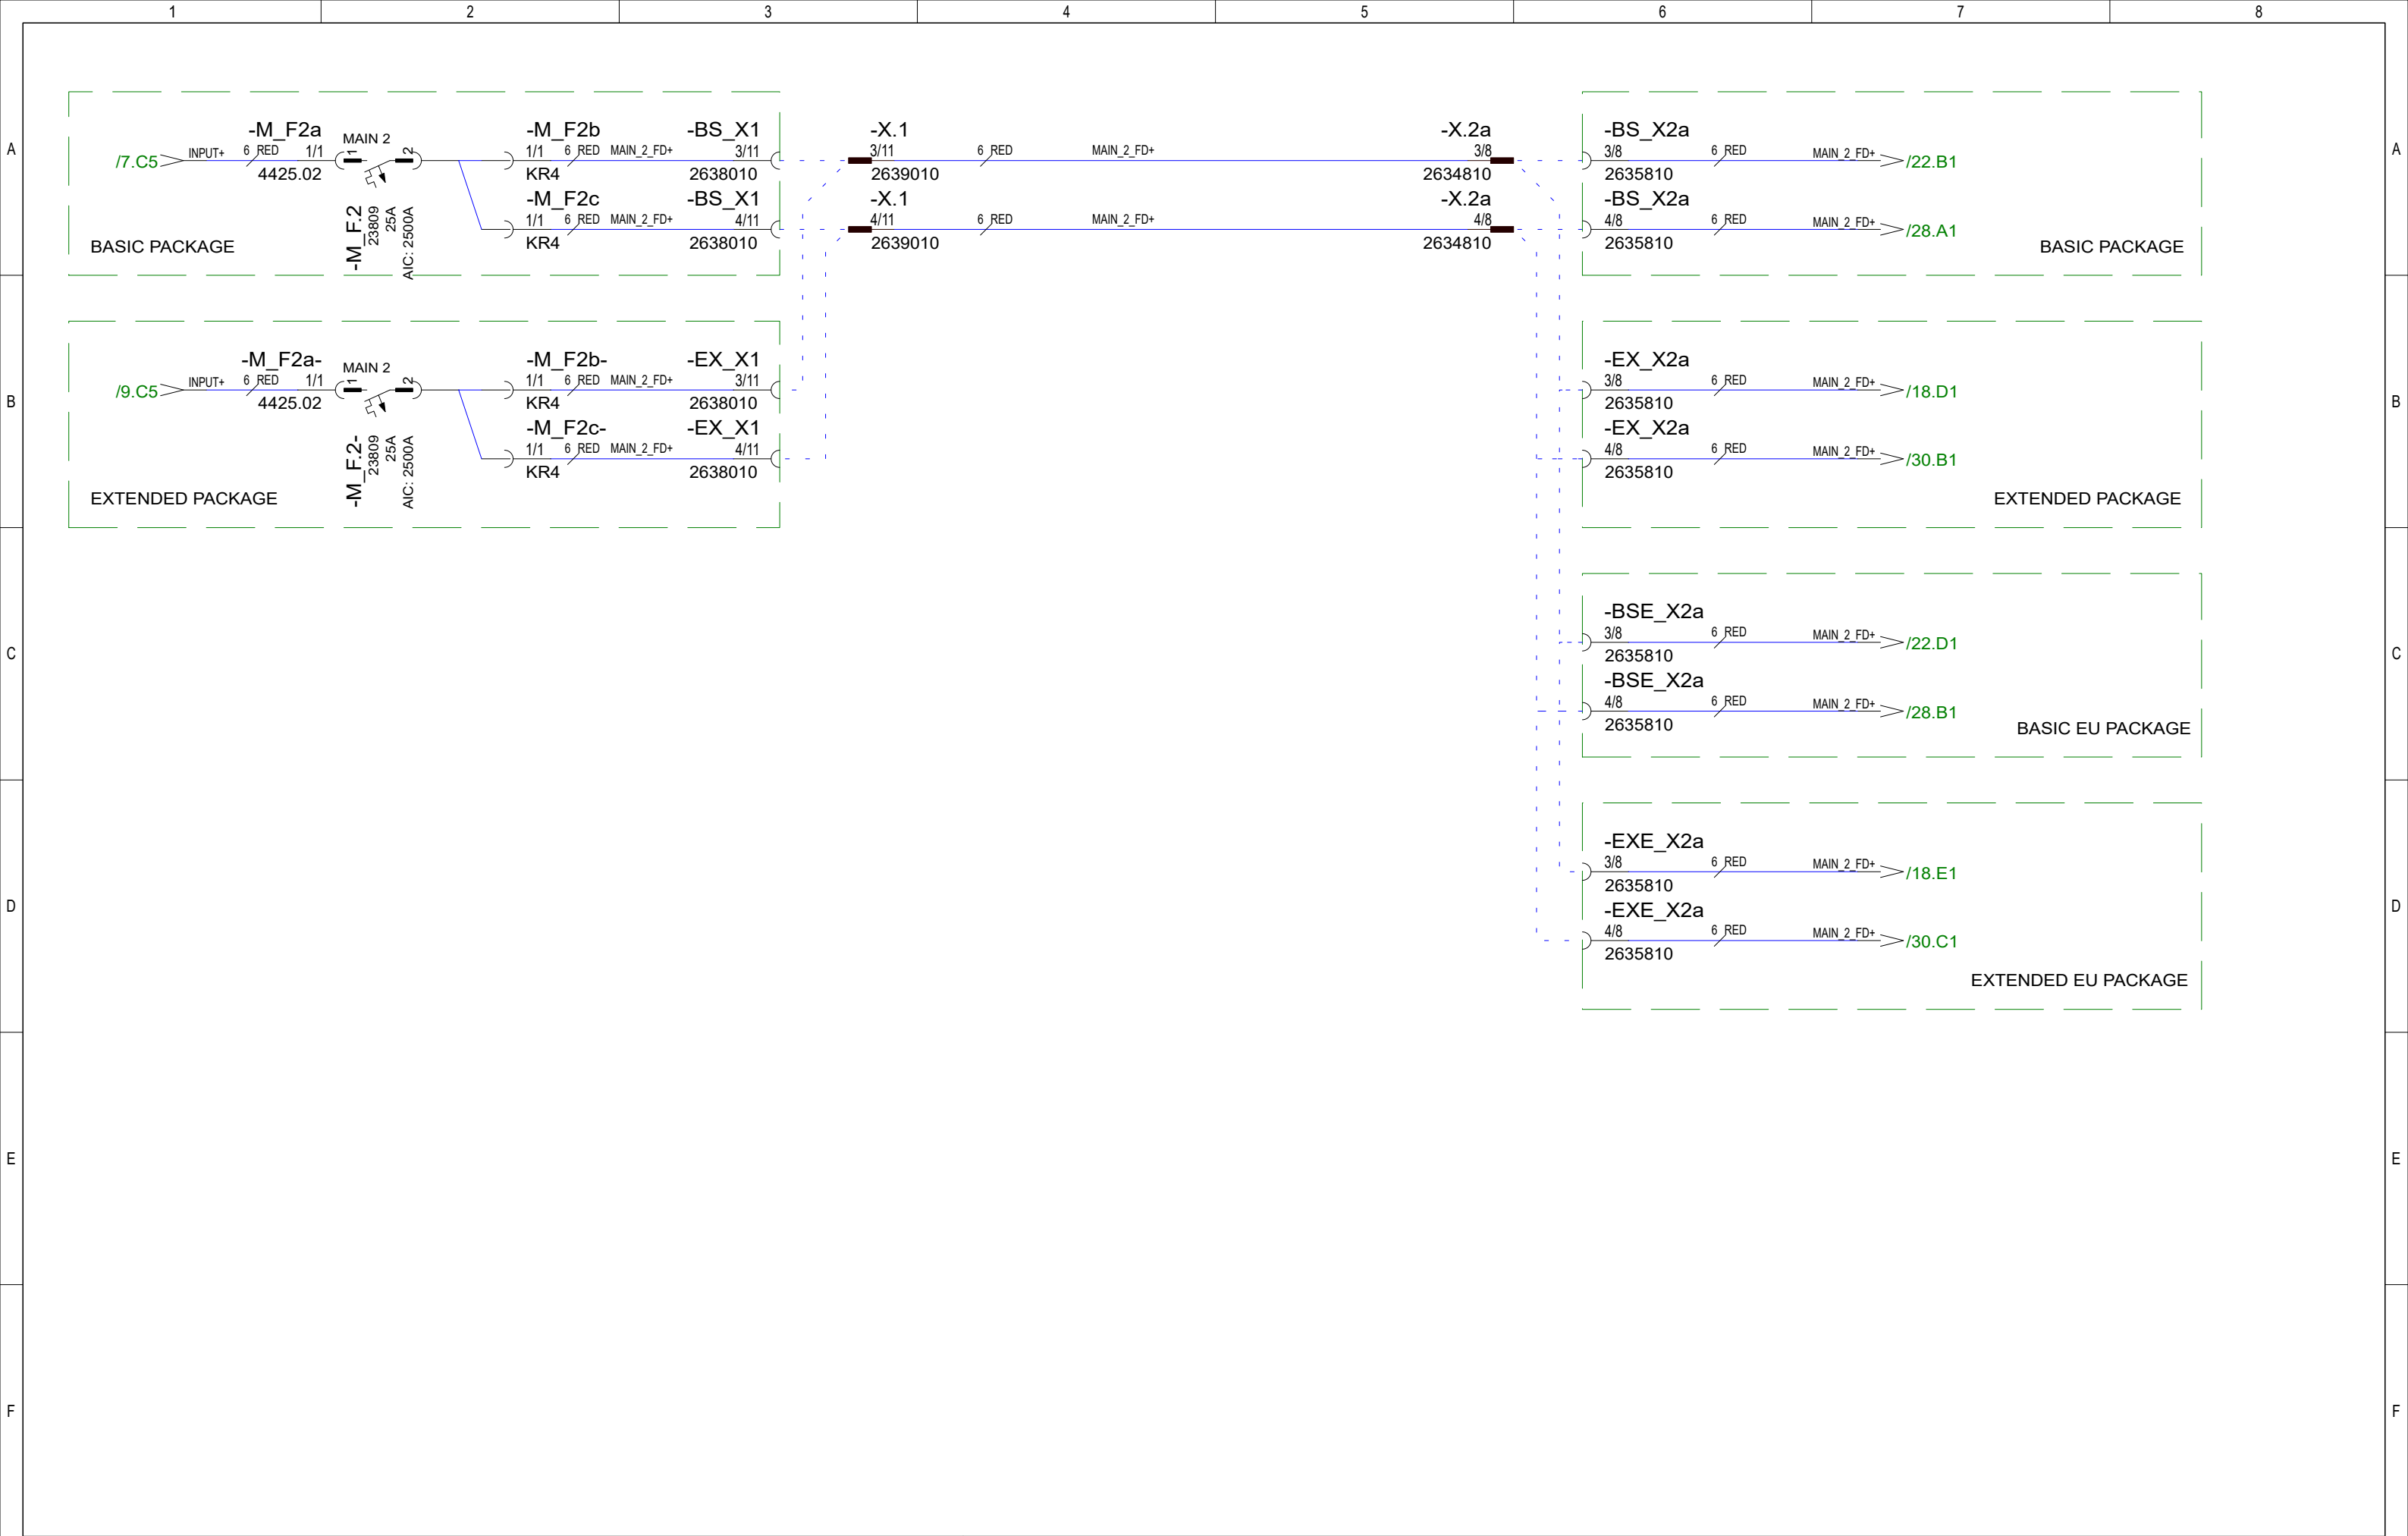 1 2 3 4 5 6 7 8
A A
-M_F2a MAIN 2 -M_F2b -BS_X1 -X.1 -X.2a -BS_X2a
/7.C5 INPUT+ 6 RED 1/1 1 2 1/1 6 RED MAIN_2_FD+ 3/11 3/11 6 RED MAIN_2_FD+ 3/8 3/8 6 RED MAIN_2_FD+ /22.B1
4425.02 KR4 2638010 2639010 2634810 2635810
-M_F2c -BS_X1 -X.1 -X.2a -BS_X2a
1/1 6 RED MAIN_2_FD+ 4/11 4/11 6 RED MAIN_2_FD+ 4/8 4/8 6 RED MAIN_2_FD+ /28.A1
KR4 2638010 2639010 2634810 2635810
-M_F.2
23809
25A
AIC: 2500A
BASIC PACKAGE BASIC PACKAGE
B B
-M_F2a- MAIN 2 -M_F2b- -EX_X1 -EX_X2a
/9.C5 INPUT+ 6 RED 1/1 1 2 1/1 6 RED MAIN_2_FD+ 3/11 3/8 6 RED MAIN_2_FD+ /18.D1
4425.02 KR4 2638010 2635810
-M_F2c- -EX_X1 -EX_X2a
1/1 6 RED MAIN_2_FD+ 4/11 4/8 6 RED MAIN_2_FD+ /30.B1
KR4 2638010 2635810
-M_F.2-
23809
25A
AIC: 2500A
EXTENDED PACKAGE EXTENDED PACKAGE
C C
-BSE_X2a
3/8 6 RED MAIN_2_FD+ /22.D1
2635810
-BSE_X2a
4/8 6 RED MAIN_2_FD+ /28.B1
2635810
BASIC EU PACKAGE
D D
-EXE_X2a
3/8 6 RED MAIN_2_FD+ /18.E1
2635810
-EXE_X2a
4/8 6 RED MAIN_2_FD+ /30.C1
2635810
EXTENDED EU PACKAGE
E E
F F